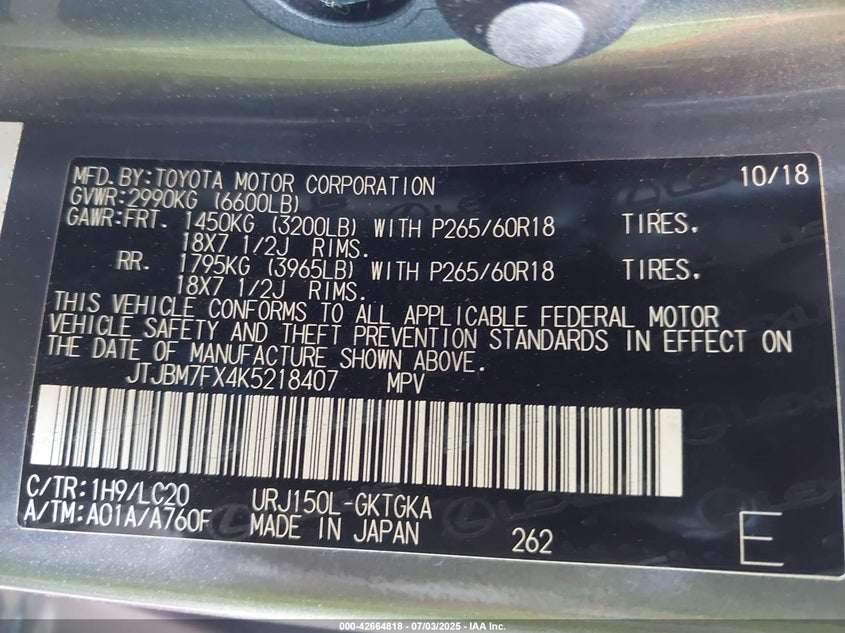 MFD. BY:TOYOTA MOTOR CORPORATION 10/18
GVWR:2990KG (6600LB)
GAWR:FRT. 1450KG (3200LB) WITH P265/60R18 TIRES.
18X7 1/2J RIMS.
RR. 1795KG (3965LB) WITH P265/60R18 TIRES.
18X7 1/2J RIMS.
THIS VEHICLE CONFORMS TO ALL APPLICABLE FEDERAL MOTOR
VEHICLE SAFETY AND THEFT PREVENTION STANDARDS IN EFFECT ON
THE DATE OF MANUFACTURE SHOWN ABOVE.
JTJBM7FX4K5218407 MPV
C/TR:1H9/LC20 URJ150L-GKTGKA
A/TM:A01A/A760F MADE IN JAPAN 262 E
LEXUS
000-42664818 - 07/03/2025 - IAA Inc.